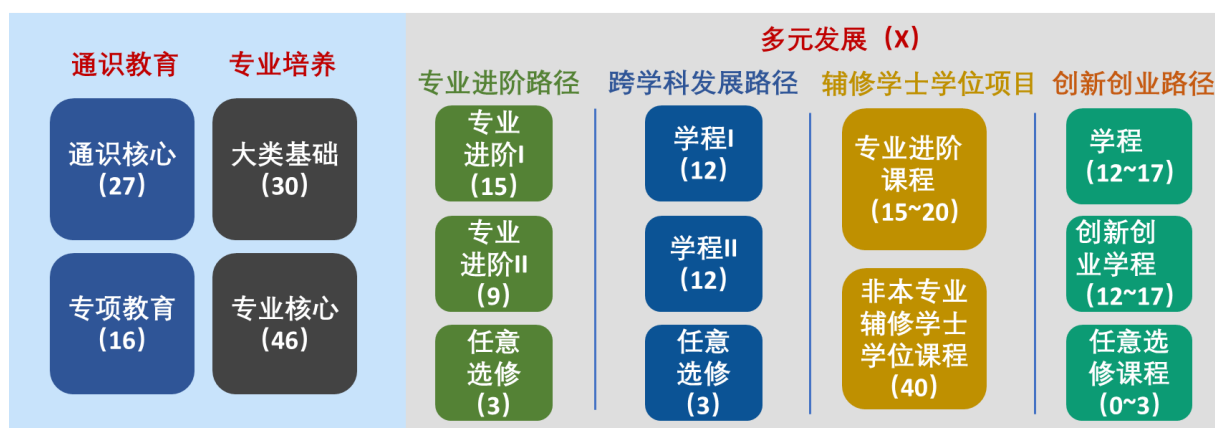 通识教育
专业培养
通识核心
(27)
大类基础
(30)
专项教育
(16)
专业核心
(46)
多元发展（X）
专业进阶路径
专业
进阶I
(15)
专业
进阶II
(9)
任意
选修
(3)
跨学科发展路径
学程I
(12)
学程II
(12)
任意
选修
(3)
辅修学士学位项目
专业进阶
课程
(15~20)
非本专业
辅修学士
学位课程
(40)
创新创业路径
学程
(12~17)
创新创
业学程
(12~17)
任意选
修课程
(0~3)